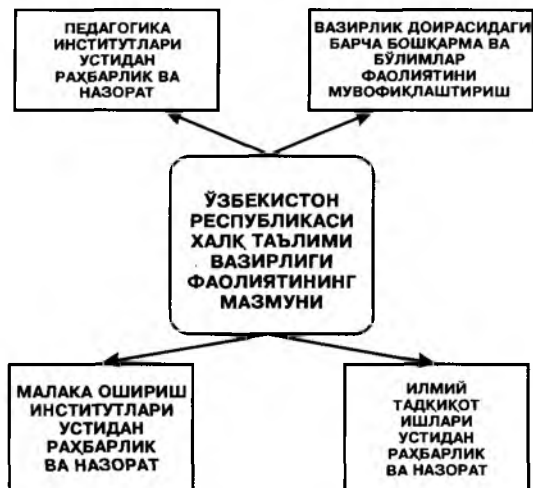 ПЕДАГОГИКА
ИНСТИТУТЛАРИ
УСТИДАН
РАҲБАРЛИК ВА
НАЗОРАТ
ВАЗИРЛИК ДОИРАСИДАГИ
БАРЧА БОШҚАРМА ВА
БЎЛИМЛАР
ФАОЛИЯТИНИ
МУВОФИҚЛАШТИРИШ
ЎЗБЕКИСТОН
РЕСПУБЛИКАСИ
ХАЛҚ ТАЪЛИМИ
ВАЗИРЛИГИ
ФАОЛИЯТИНИНГ
МАЗМУНИ
МАЛАКА ОШИРИШ
ИНСТИТУТЛАРИ
УСТИДАН
РАҲБАРЛИК
ВА НАЗОРАТ
ИЛМИЙ
ТАДҚИҚОТ
ИШЛАРИ
УСТИДАН
РАҲБАРЛИК
ВА НАЗОРАТ